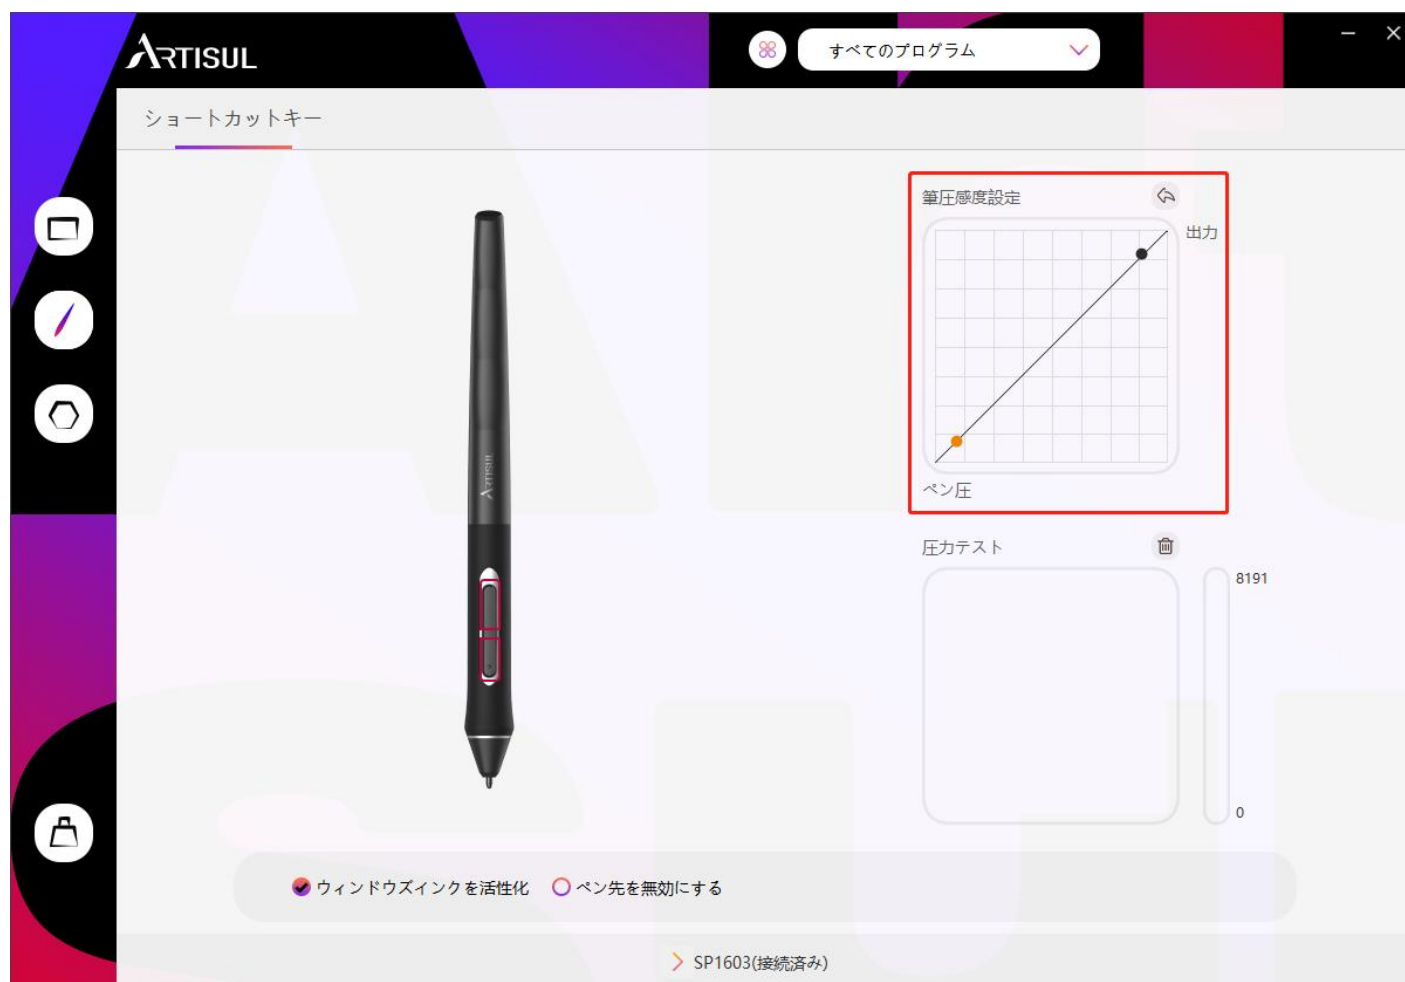 ARTISUL
すべてのプログラム
ショートカットキー
筆圧感度設定
出力
ARTISUL
ペン圧
圧力テスト
8191
0
ウィンドウズインクを活性化
ペン先を無効にする
SP1603(接続済み)